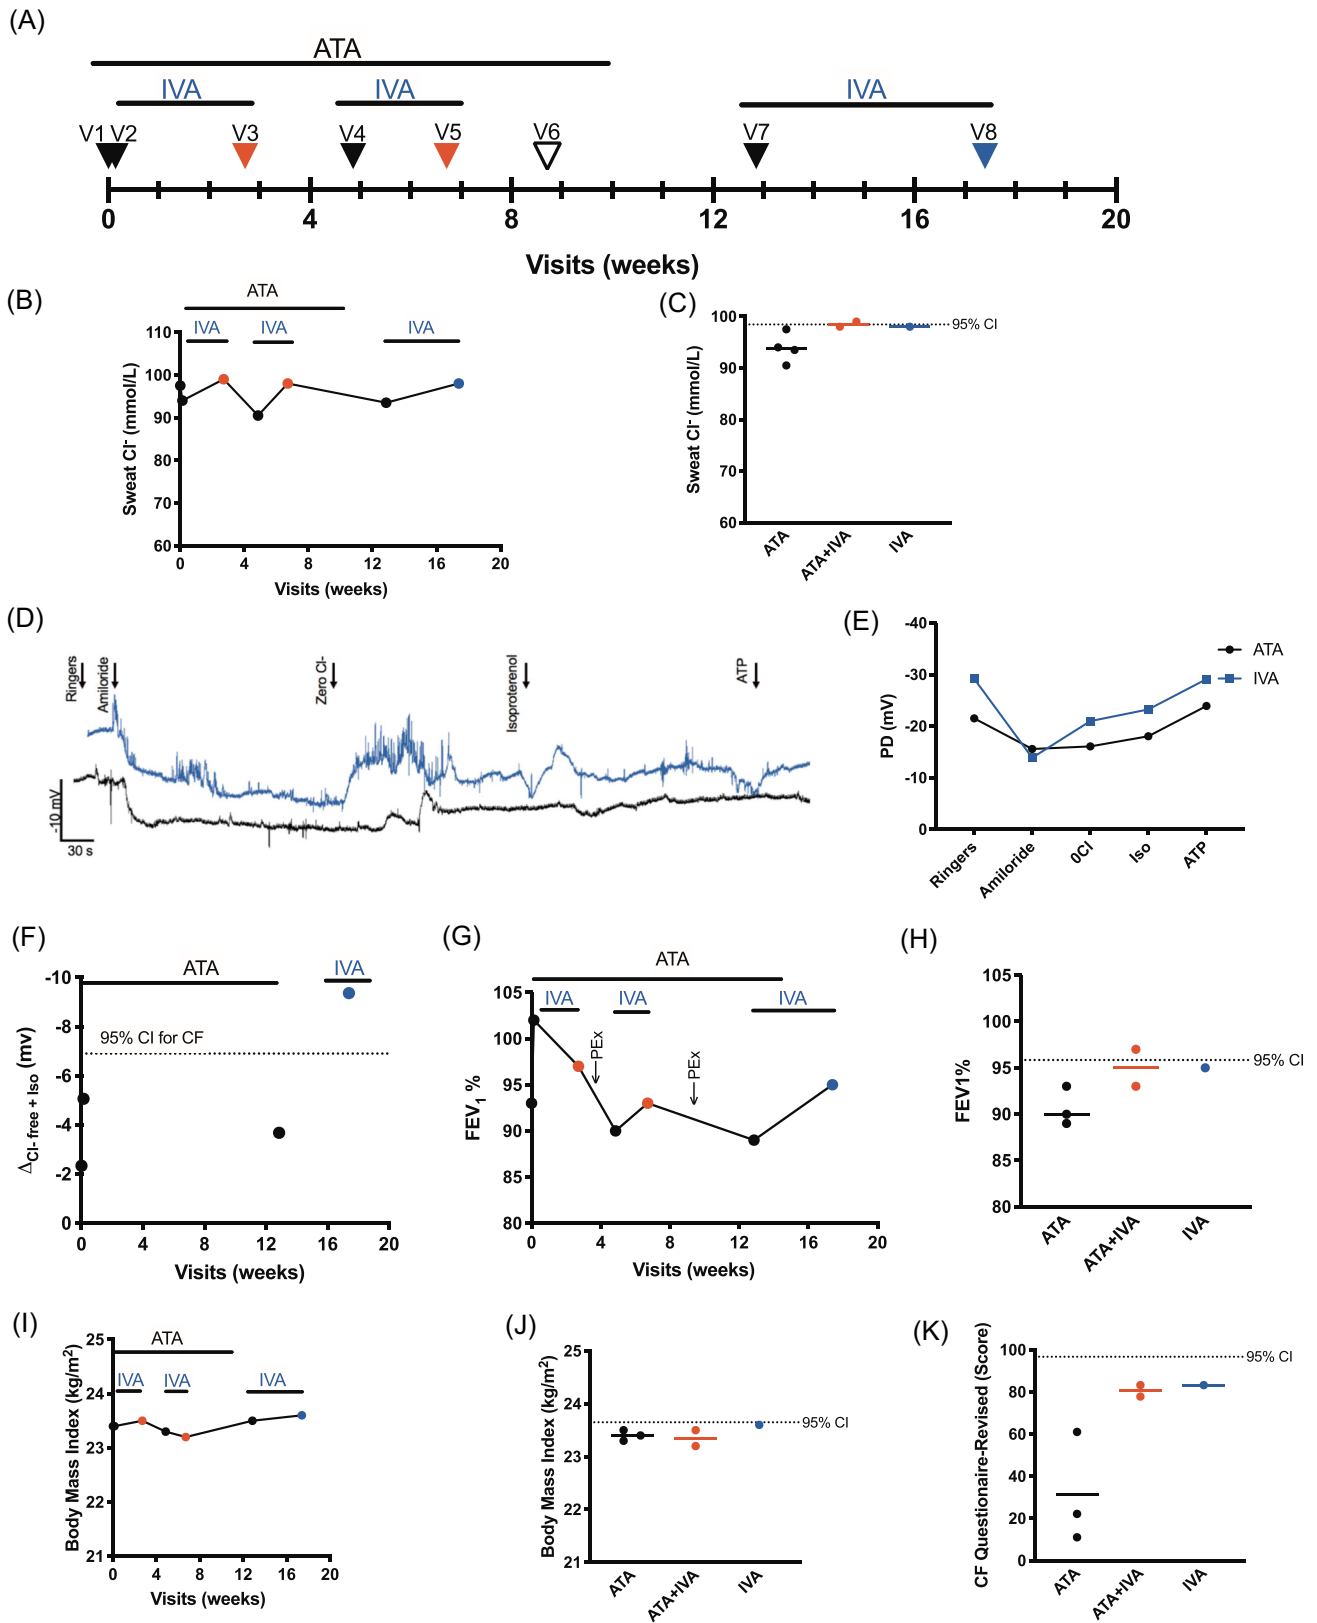 (A)
ATA
IVA IVA IVA
V1 V2 V3 V4 V5 V6 V7 V8
0 4 8 12 16 20
Visits (weeks)
(B)
ATA
IVA IVA IVA
Sweat Cl- (mmol/L)
110
100
90
80
70
60
0 4 8 12 16 20
Visits (weeks)
(C)
Sweat Cl- (mmol/L)
100
90
80
70
60
95% CI
ATA ATA+IVA IVA
(D)
Ringers
Amiloride
Zero Cl-
Isoproterenol
ATP
-10 mV
30 s
(E)
PD (mV)
-40
-30
-20
-10
0
ATA
IVA
Ringers Amiloride 0Cl Iso ATP
(F)
ATA IVA
ΔCl- free + Iso (mv)
-10
-8
-6
-4
-2
0
95% CI for CF
0 4 8 12 16 20
Visits (weeks)
(G)
ATA
IVA IVA IVA
FEV1 %
105
100
95
90
85
80
PEx
PEx
0 4 8 12 16 20
Visits (weeks)
(H)
FEV1%
105
100
95
90
85
80
95% CI
ATA ATA+IVA IVA
(I)
ATA
IVA IVA IVA
Body Mass Index (kg/m2)
25
24
23
22
21
0 4 8 12 16 20
Visits (weeks)
(J)
Body Mass Index (kg/m2)
25
24
23
22
21
95% CI
ATA ATA+IVA IVA
(K)
CF Questionaire-Revised (Score)
100
80
60
40
20
0
95% CI
ATA ATA+IVA IVA